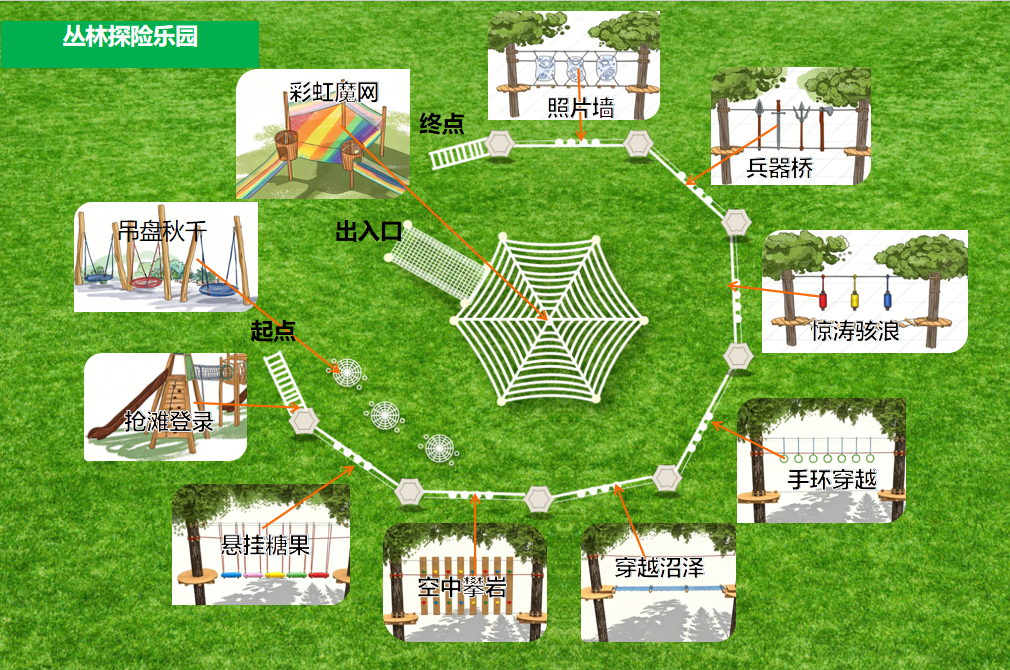 丛林探险乐园
彩虹魔网
终点
照片墙
兵器桥
吊盘秋千
出入口
起点
惊涛骇浪
抢滩登录
手环穿越
悬挂糖果
空中攀岩
穿越沼泽